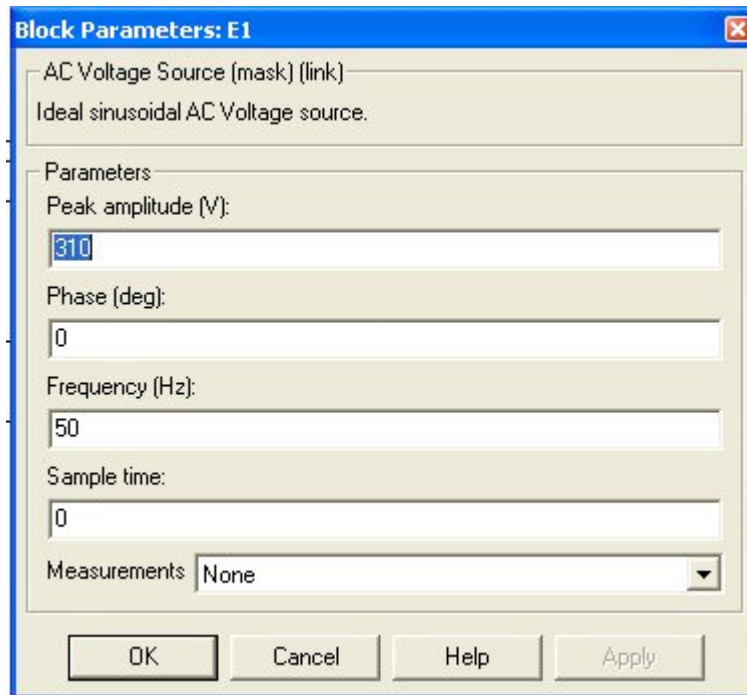 Block Parameters: E1
AC Voltage Source (mask) (link)
Ideal sinusoidal AC Voltage source.
Parameters
Peak amplitude (V):
310
Phase (deg):
0
Frequency (Hz):
50
Sample time:
0
Measurements None
OK Cancel Help Apply